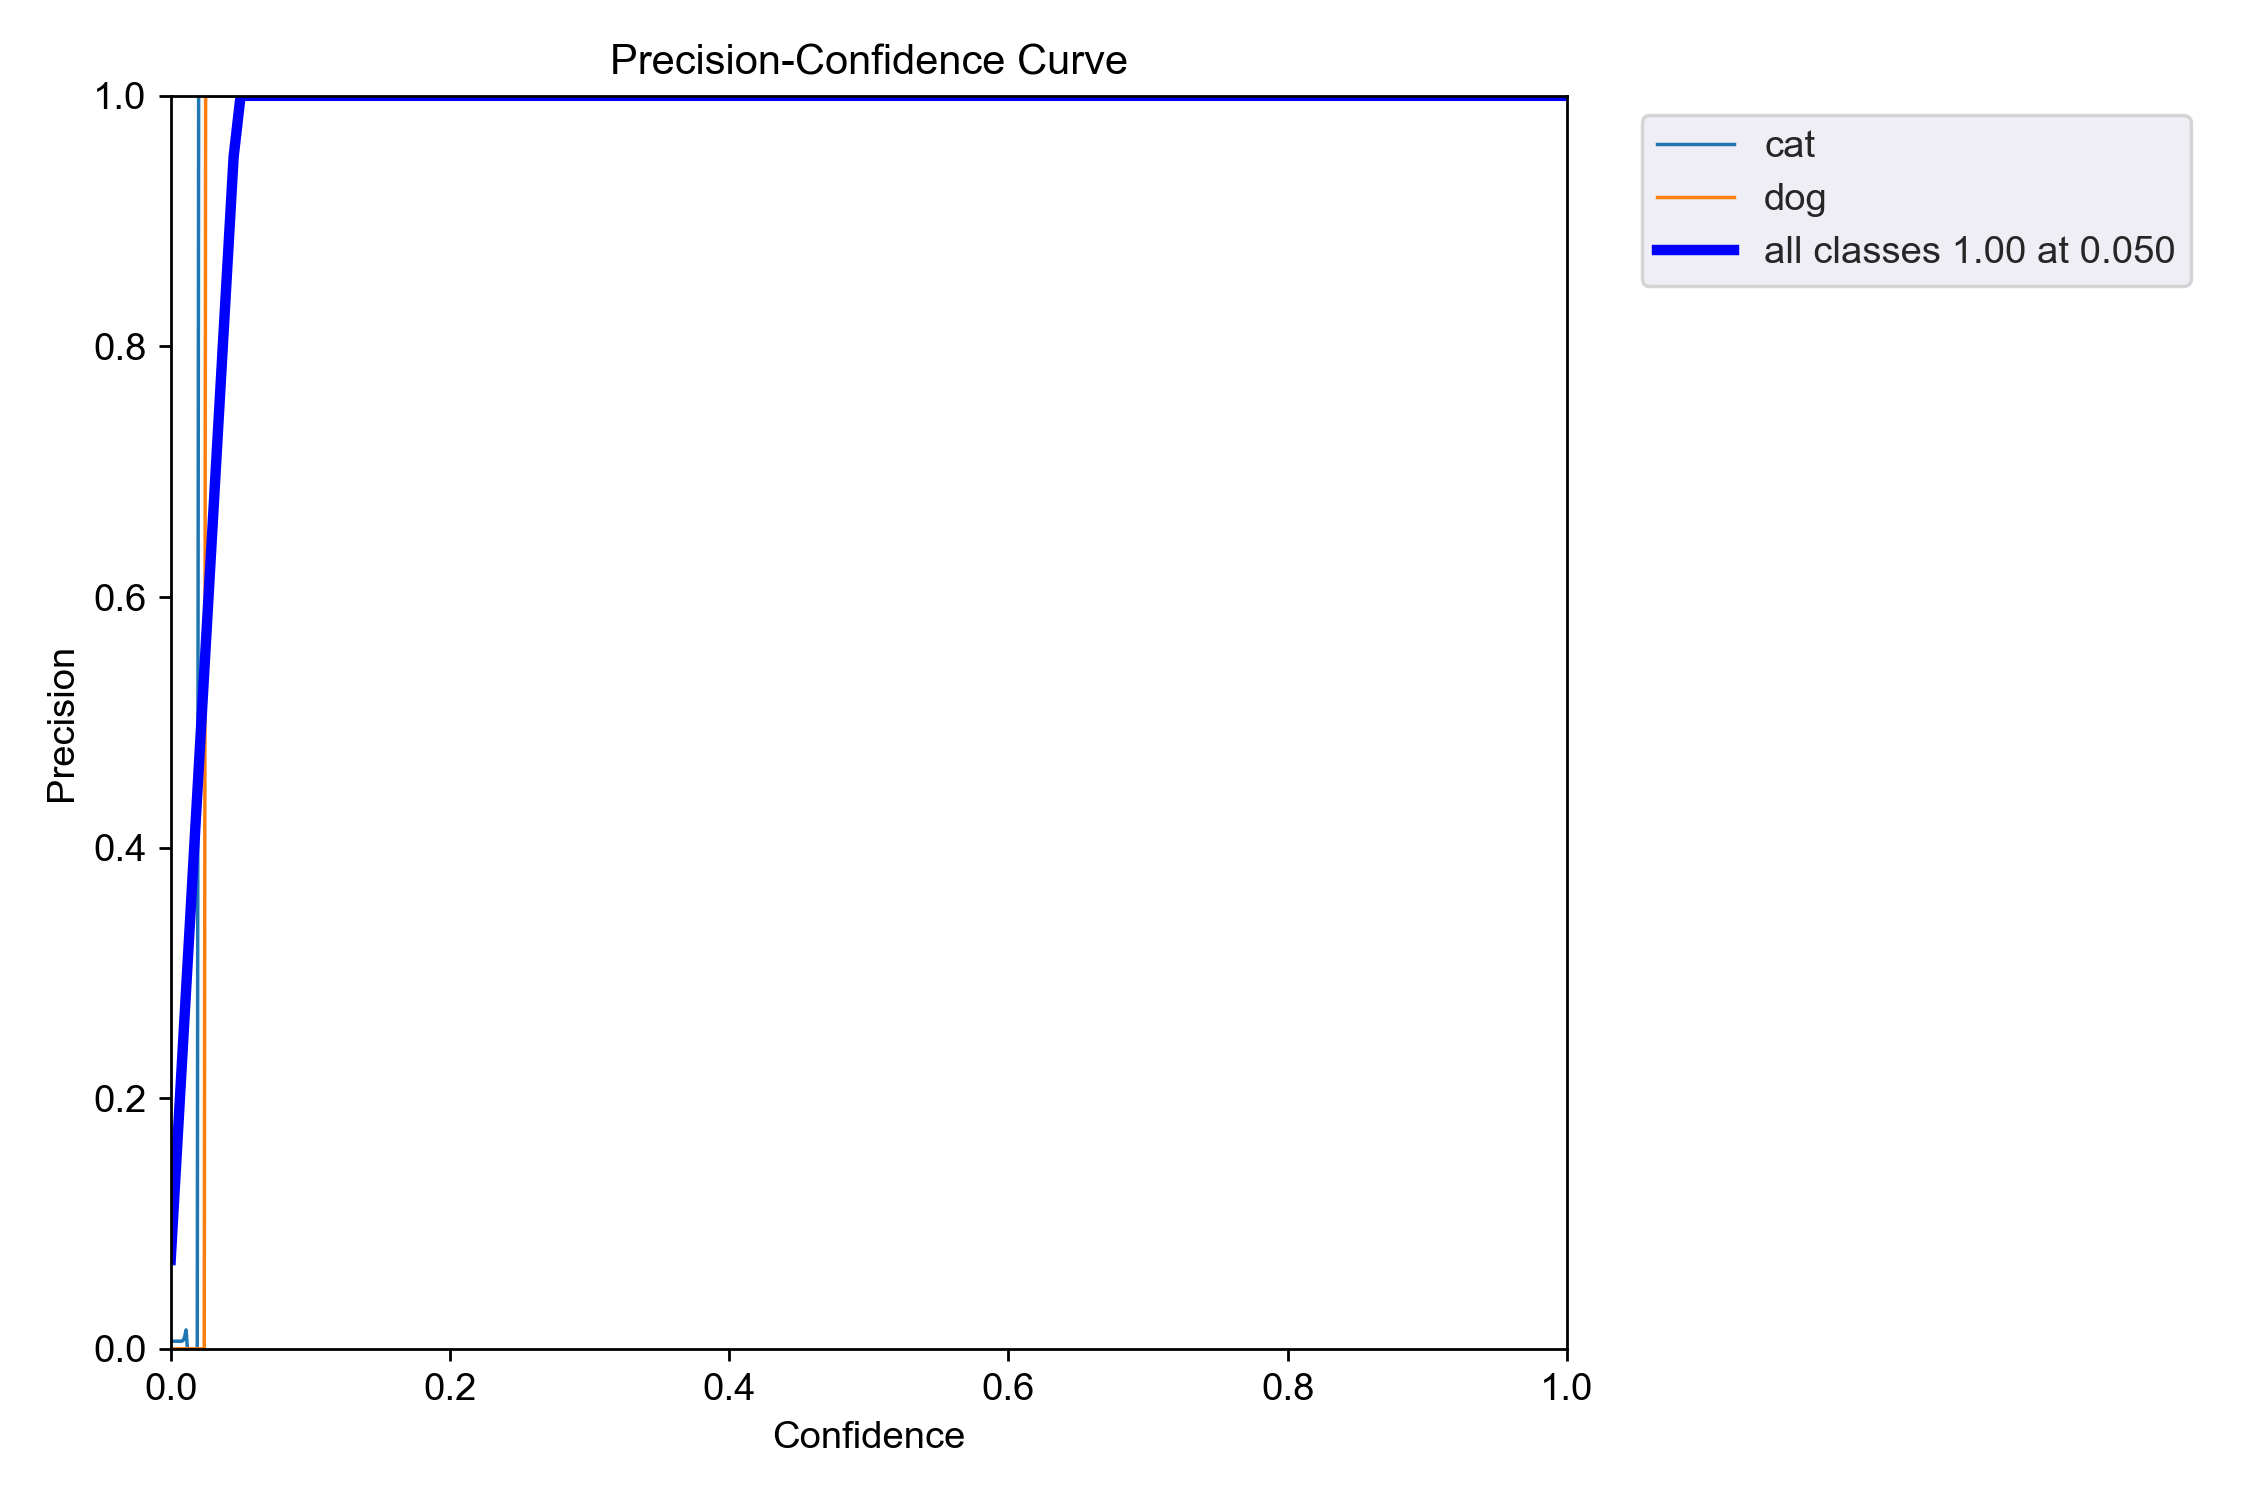 Precision-Confidence Curve
1.0
0.8
0.6
0.4
0.2
0.0
Precision
0.0 0.2 0.4 0.6 0.8 1.0
Confidence
cat
dog
all classes 1.00 at 0.050